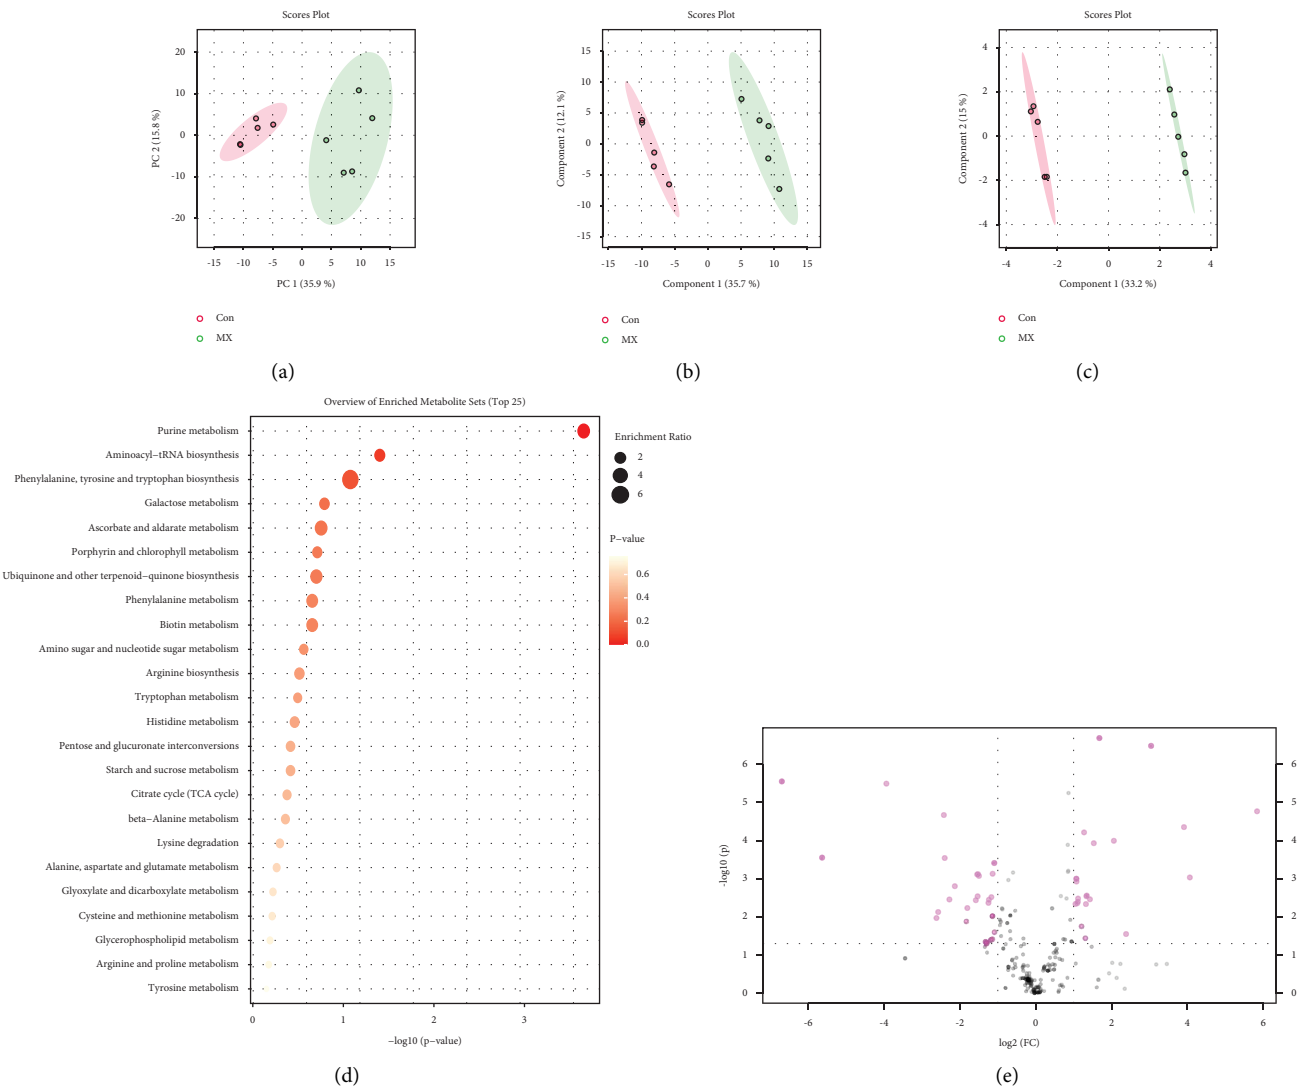 Scores Plot
20
10
0
-10
-20
PC 2 (15.8 %)
-15 -10 -5 0 5 10 15
PC 1 (35.9 %)
Con
MX
(a)
Scores Plot
15
10
5
0
-5
-10
-15
Component 2 (12.1 %)
-15 -10 -5 0 5 10 15
Component 1 (35.7 %)
Con
MX
(b)
Scores Plot
4
2
0
-2
-4
Component 2 (15 %)
-4 -2 0 2 4
Component 1 (33.2 %)
Con
MX
(c)
Overview of Enriched Metabolite Sets (Top 25)
Purine metabolism
Aminoacyl−tRNA biosynthesis
Phenylalanine, tyrosine and tryptophan biosynthesis
Galactose metabolism
Ascorbate and aldarate metabolism
Porphyrin and chlorophyll metabolism
Ubiquinone and other terpenoid−quinone biosynthesis
Phenylalanine metabolism
Biotin metabolism
Amino sugar and nucleotide sugar metabolism
Arginine biosynthesis
Tryptophan metabolism
Histidine metabolism
Pentose and glucuronate interconversions
Starch and sucrose metabolism
Citrate cycle (TCA cycle)
beta−Alanine metabolism
Lysine degradation
Alanine, aspartate and glutamate metabolism
Glyoxylate and dicarboxylate metabolism
Cysteine and methionine metabolism
Glycerophospholipid metabolism
Arginine and proline metabolism
Tyrosine metabolism
0 1 2 3
−log10 (p−value)
Enrichment Ratio
2
4
6
P−value
0.6
0.4
0.2
0.0
(d)
6 6
5 5
4 4
3 3
2 2
1 1
0 0
-log10 (p)
-6 -4 -2 0 2 4 6
log2 (FC)
(e)